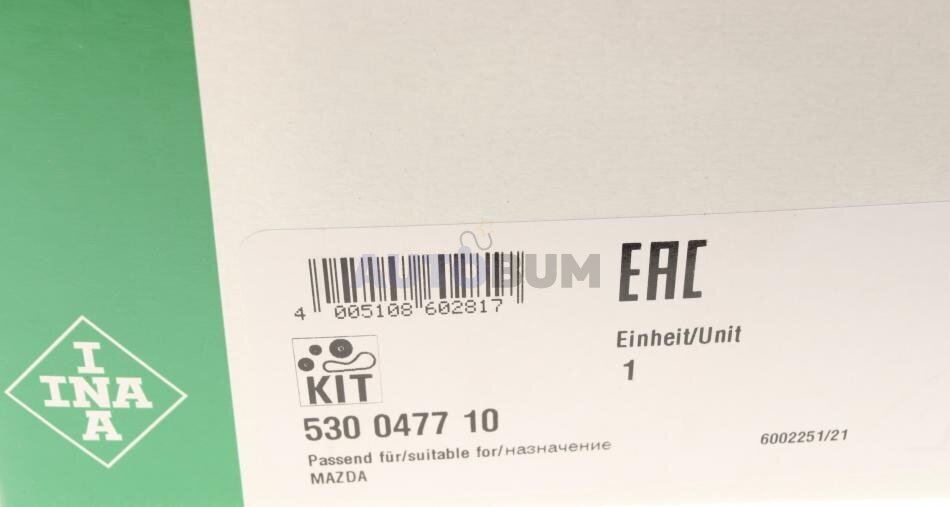 I
INA
A
AUTOBUM
EAC
4 005108 602817
Einheit/Unit
1
KIT
530 0477 10
Passend für/suitable for/назначение
MAZDA
6002251/21